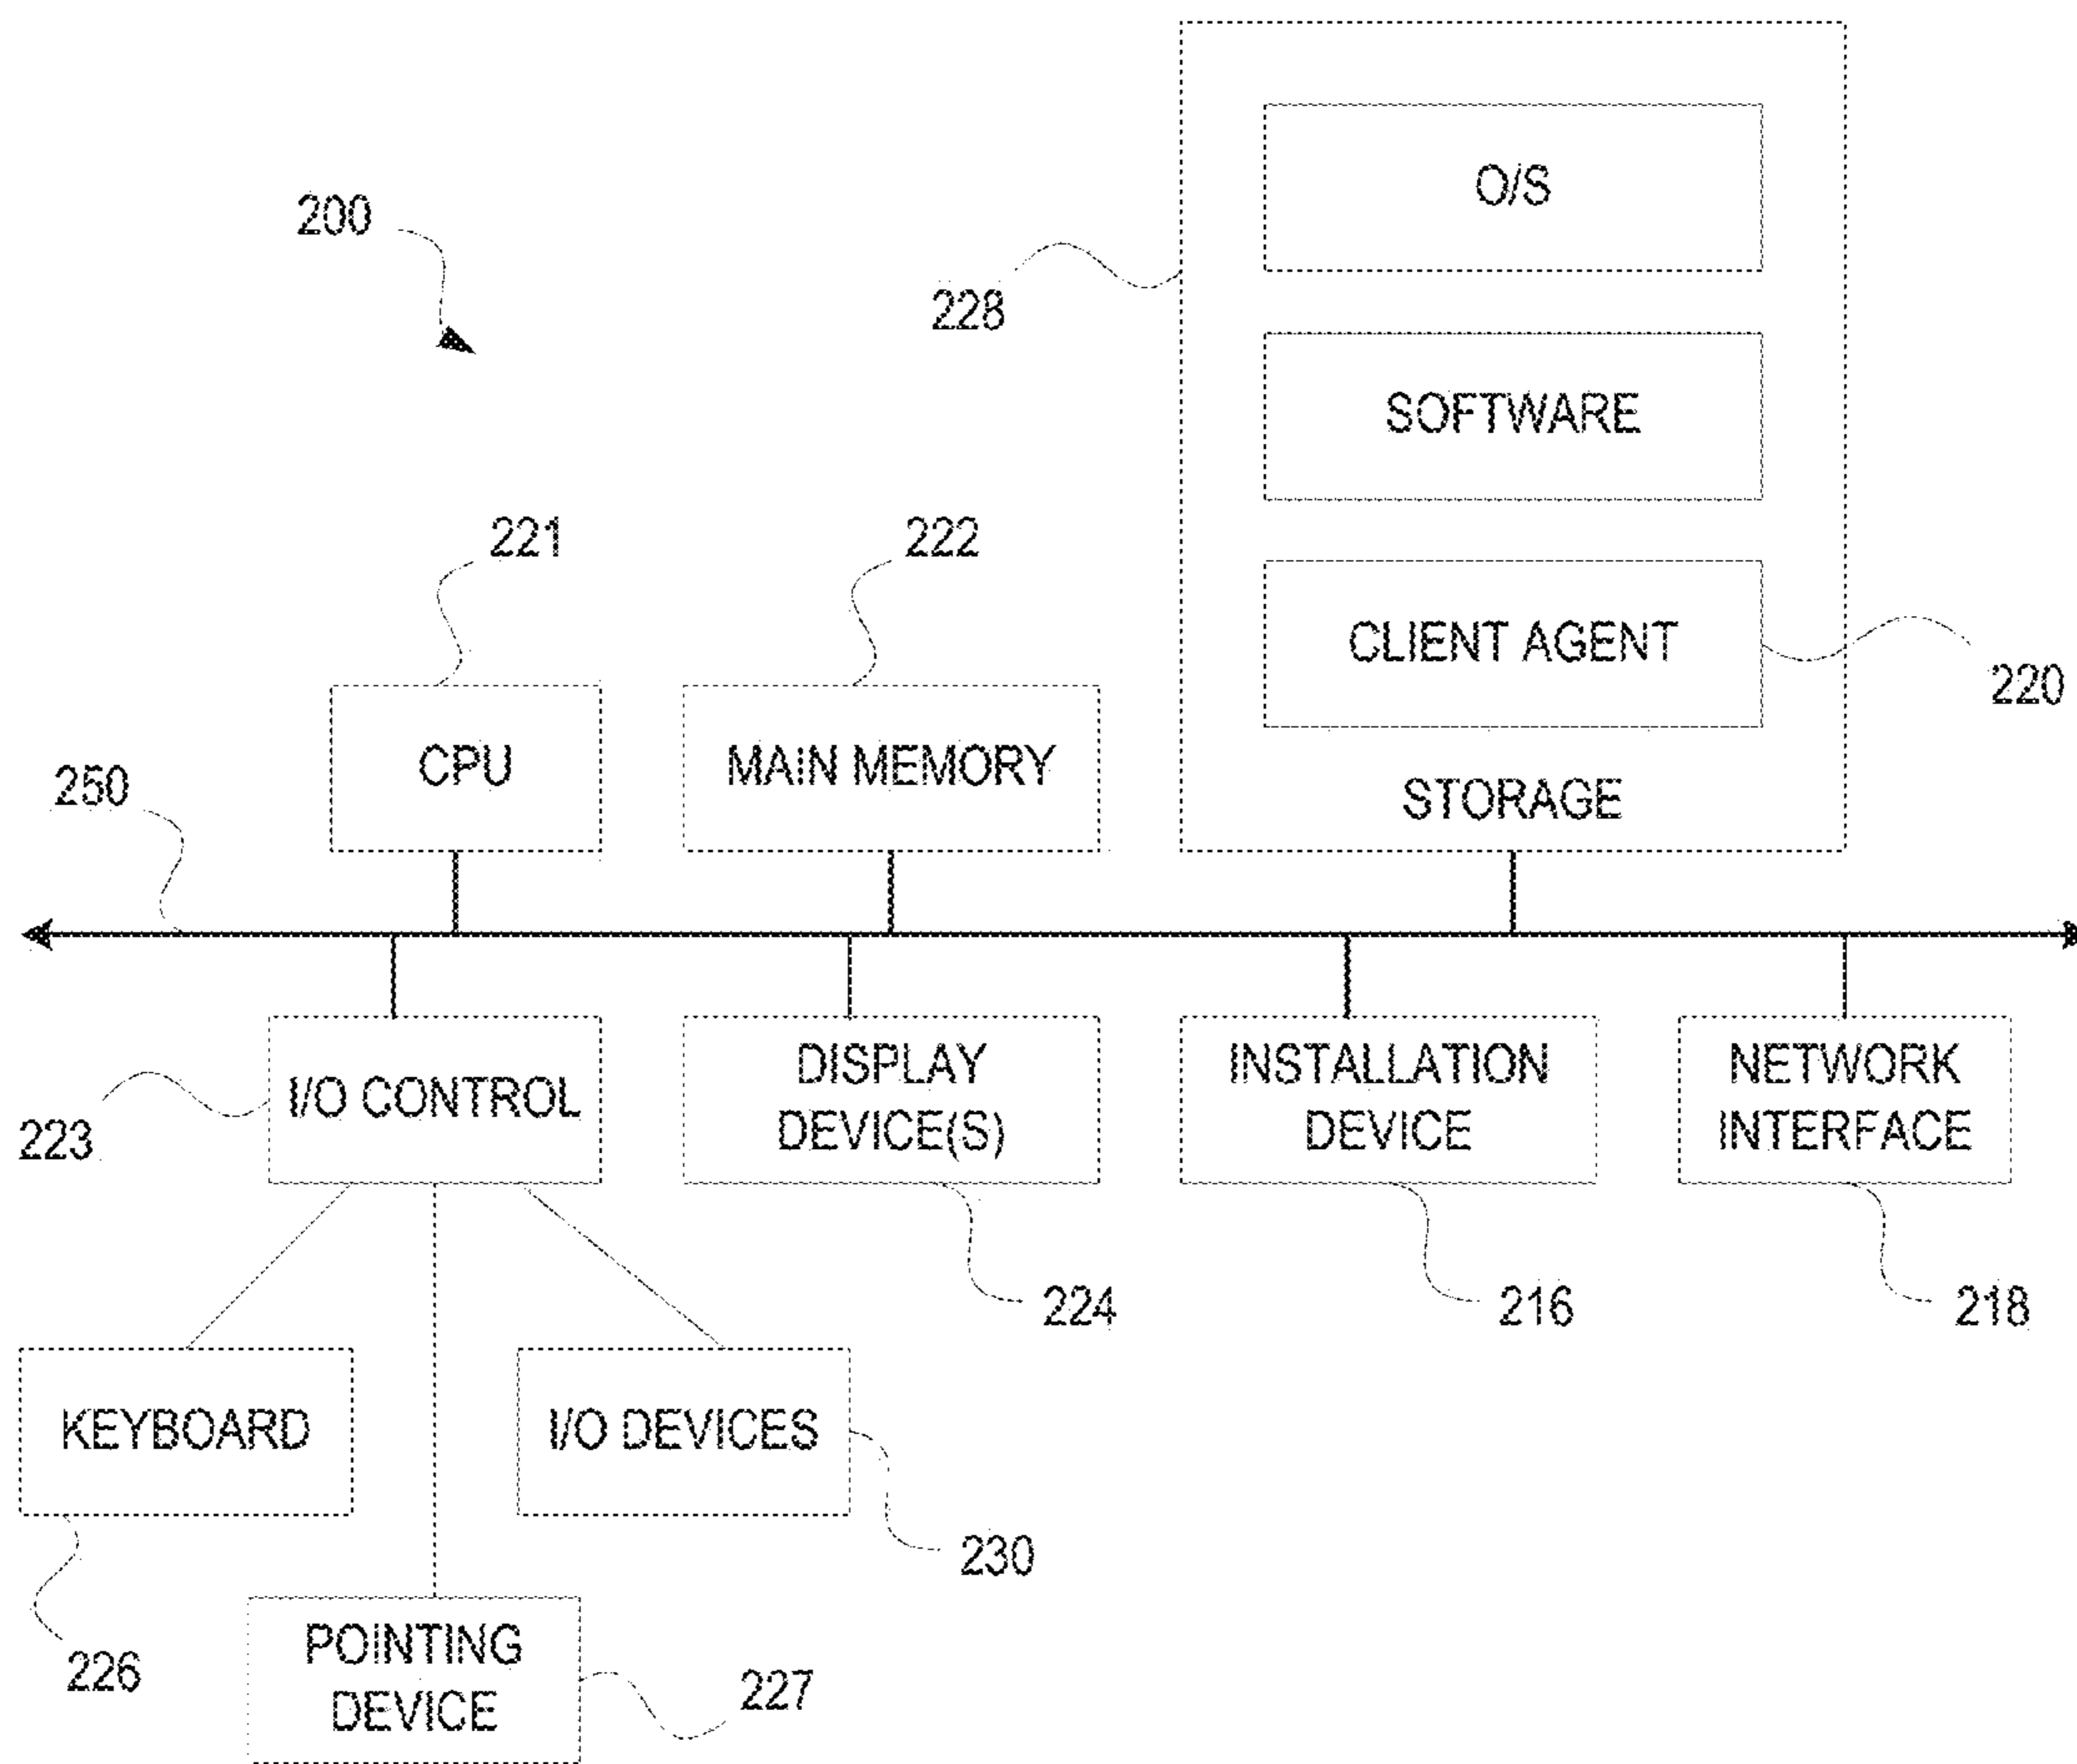 200
O/S
228
SOFTWARE
221
222
CLIENT AGENT
220
CPU
MAIN MEMORY
250
STORAGE
I/O CONTROL
223
DISPLAY
DEVICE(S)
INSTALLATION
DEVICE
NETWORK
INTERFACE
224
216
218
KEYBOARD
I/O DEVICES
230
226
POINTING
DEVICE
227